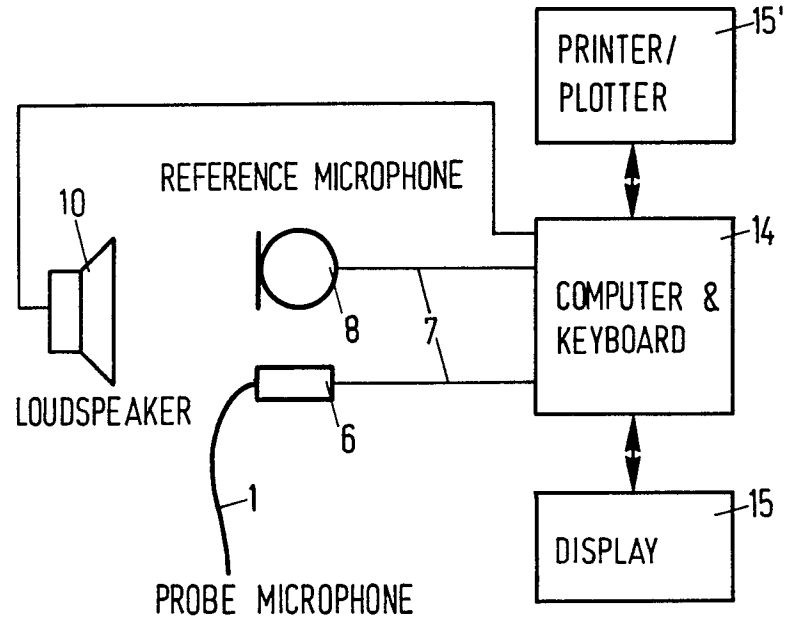 15'
PRINTER/
PLOTTER
REFERENCE MICROPHONE
10
14
COMPUTER &
KEYBOARD
8
7
LOUDSPEAKER
6
1
15
DISPLAY
PROBE MICROPHONE